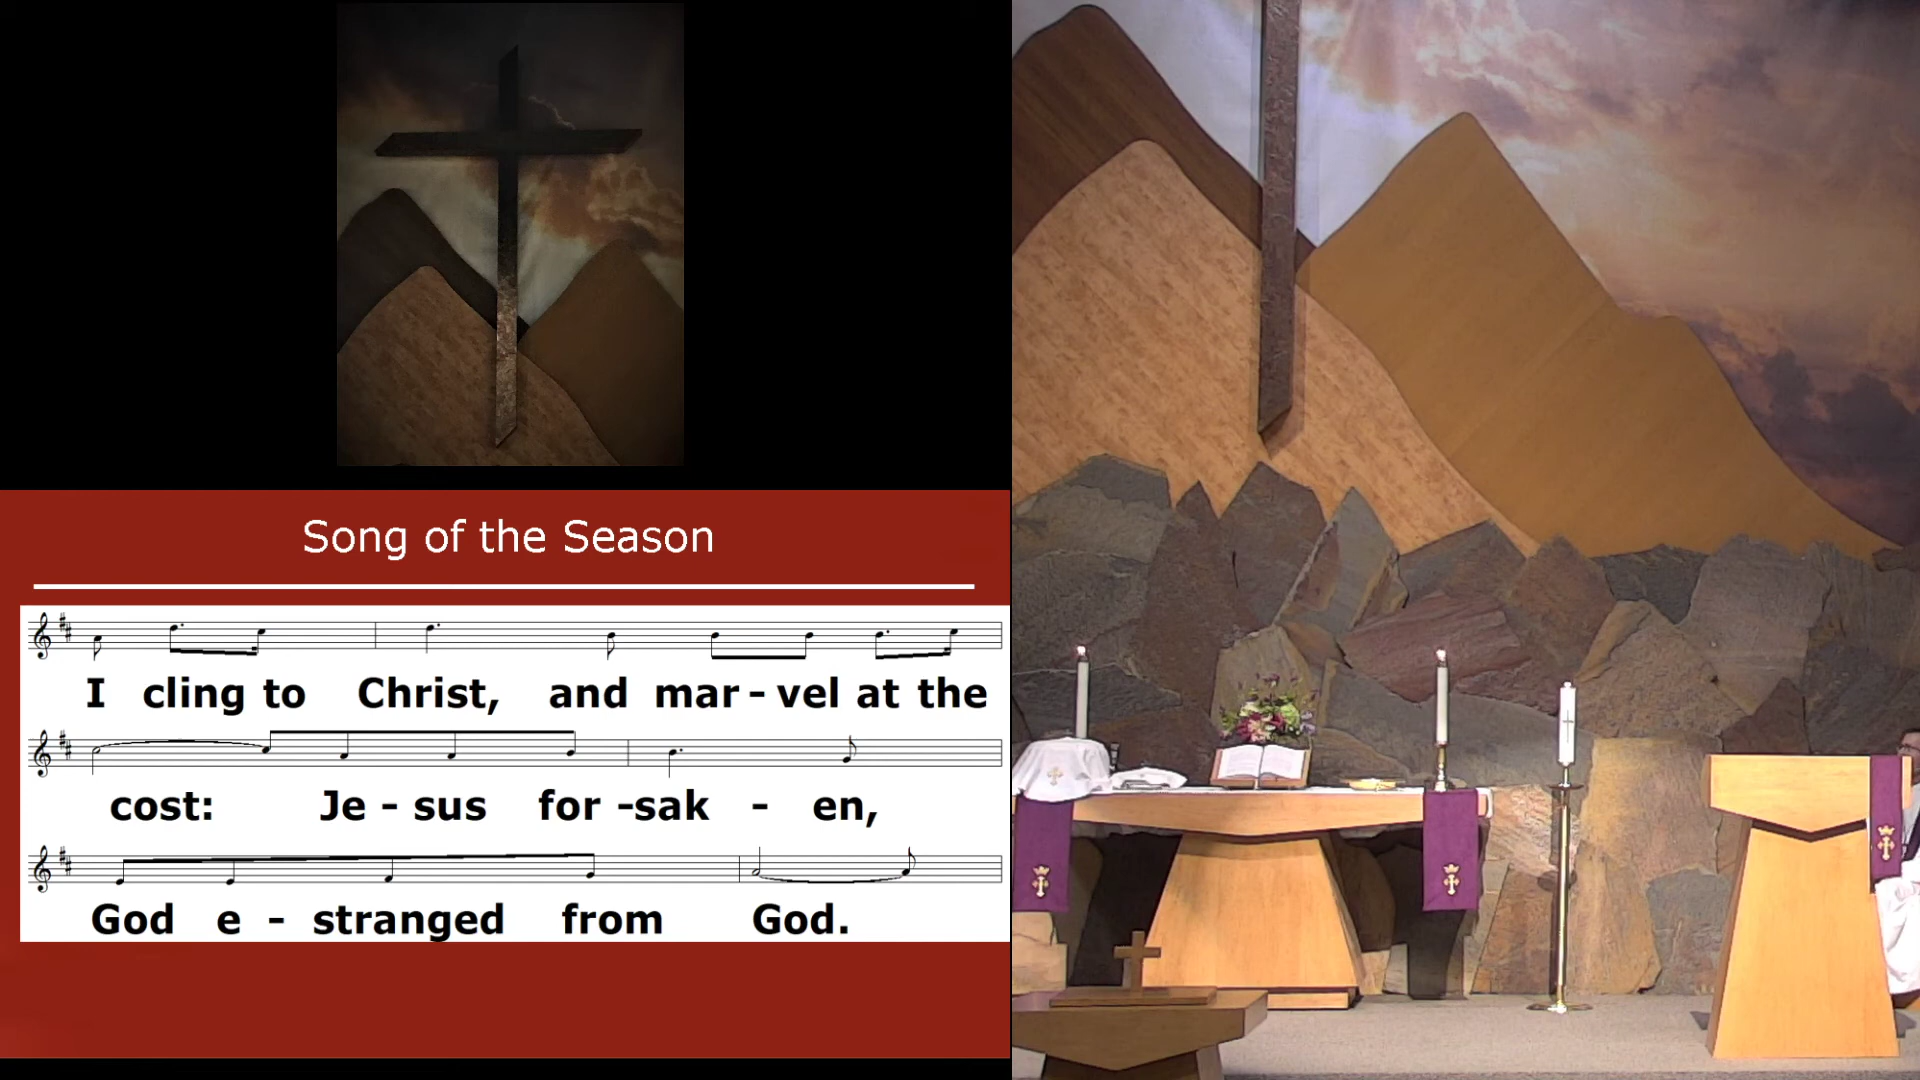 Song of the Season
I cling to Christ, and mar - vel at the
cost: Je - sus for -sak - en,
God e - stranged from God.